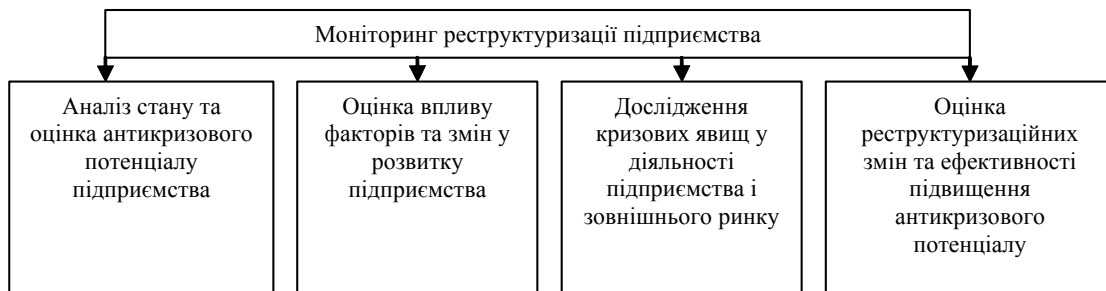 Моніторинг реструктуризації підприємства
Аналіз стану та
оцінка антикризового
потенціалу
підприємства
Оцінка впливу
факторів та змін у
розвитку
підприємства
Дослідження
кризових явищ у
діяльності
підприємства і
зовнішнього ринку
Оцінка
реструктуризаційних
змін та ефективності
підвищення
антикризового
потенціалу